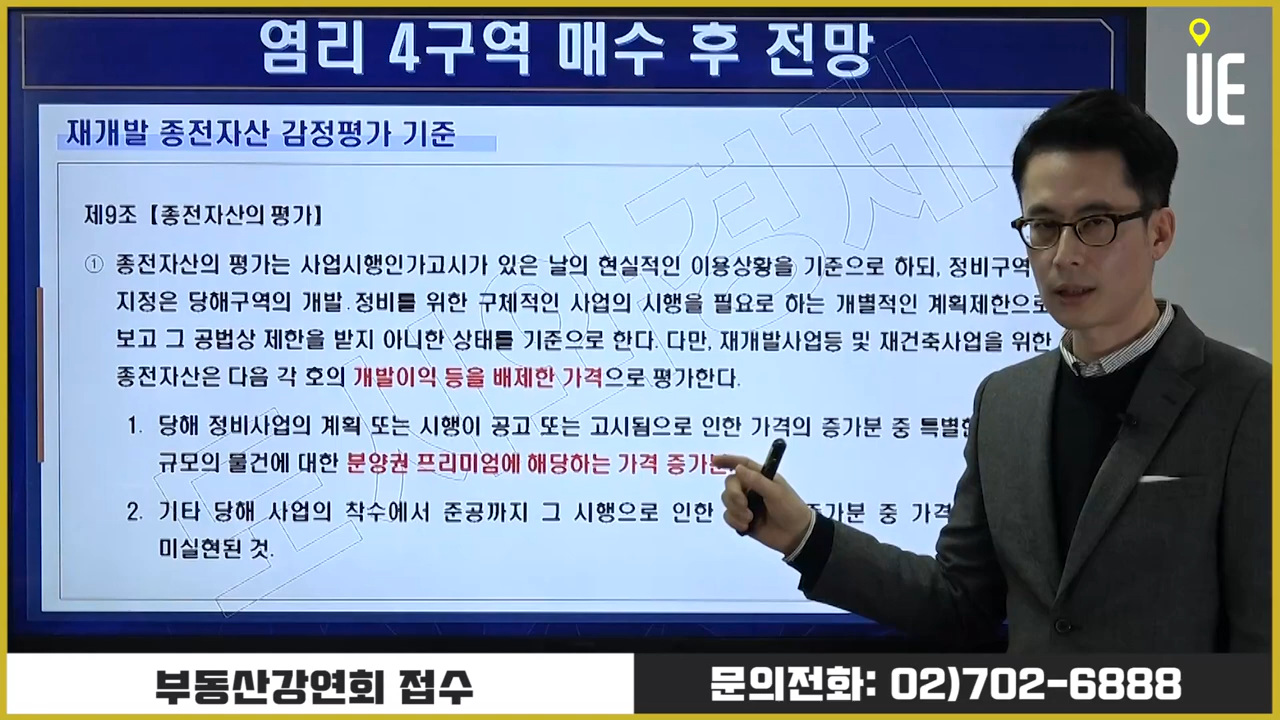 염리 4구역 매수 후 전망
UE
재개발 종전자산 감정평가 기준
제9조 【종전자산의 평가】
① 종전자산의 평가는 사업시행인가고시가 있은 날의 현실적인 이용상황을 기준으로 하되, 정비구역
지정은 당해구역의 개발·정비를 위한 구체적인 사업의 시행을 필요로 하는 개별적인 계획제한으로
보고 그 공법상 제한을 받지 아니한 상태를 기준으로 한다. 다만, 재개발사업등 및 재건축사업을 위한
종전자산은 다음 각 호의 개발이익 등을 배제한 가격으로 평가한다.
1. 당해 정비사업의 계획 또는 시행이 공고 또는 고시됨으로 인한 가격의 증가분 중
규모의 물건에 대한 분양권 프리미엄에 해당하는 가격 증가분
2. 기타 당해 사업의 착수에서 준공까지 그 시행으로 인한 증가분 중 가격
미실현된 것.
도시와경제
부동산강연회 접수
문의전화: 02)702-6888